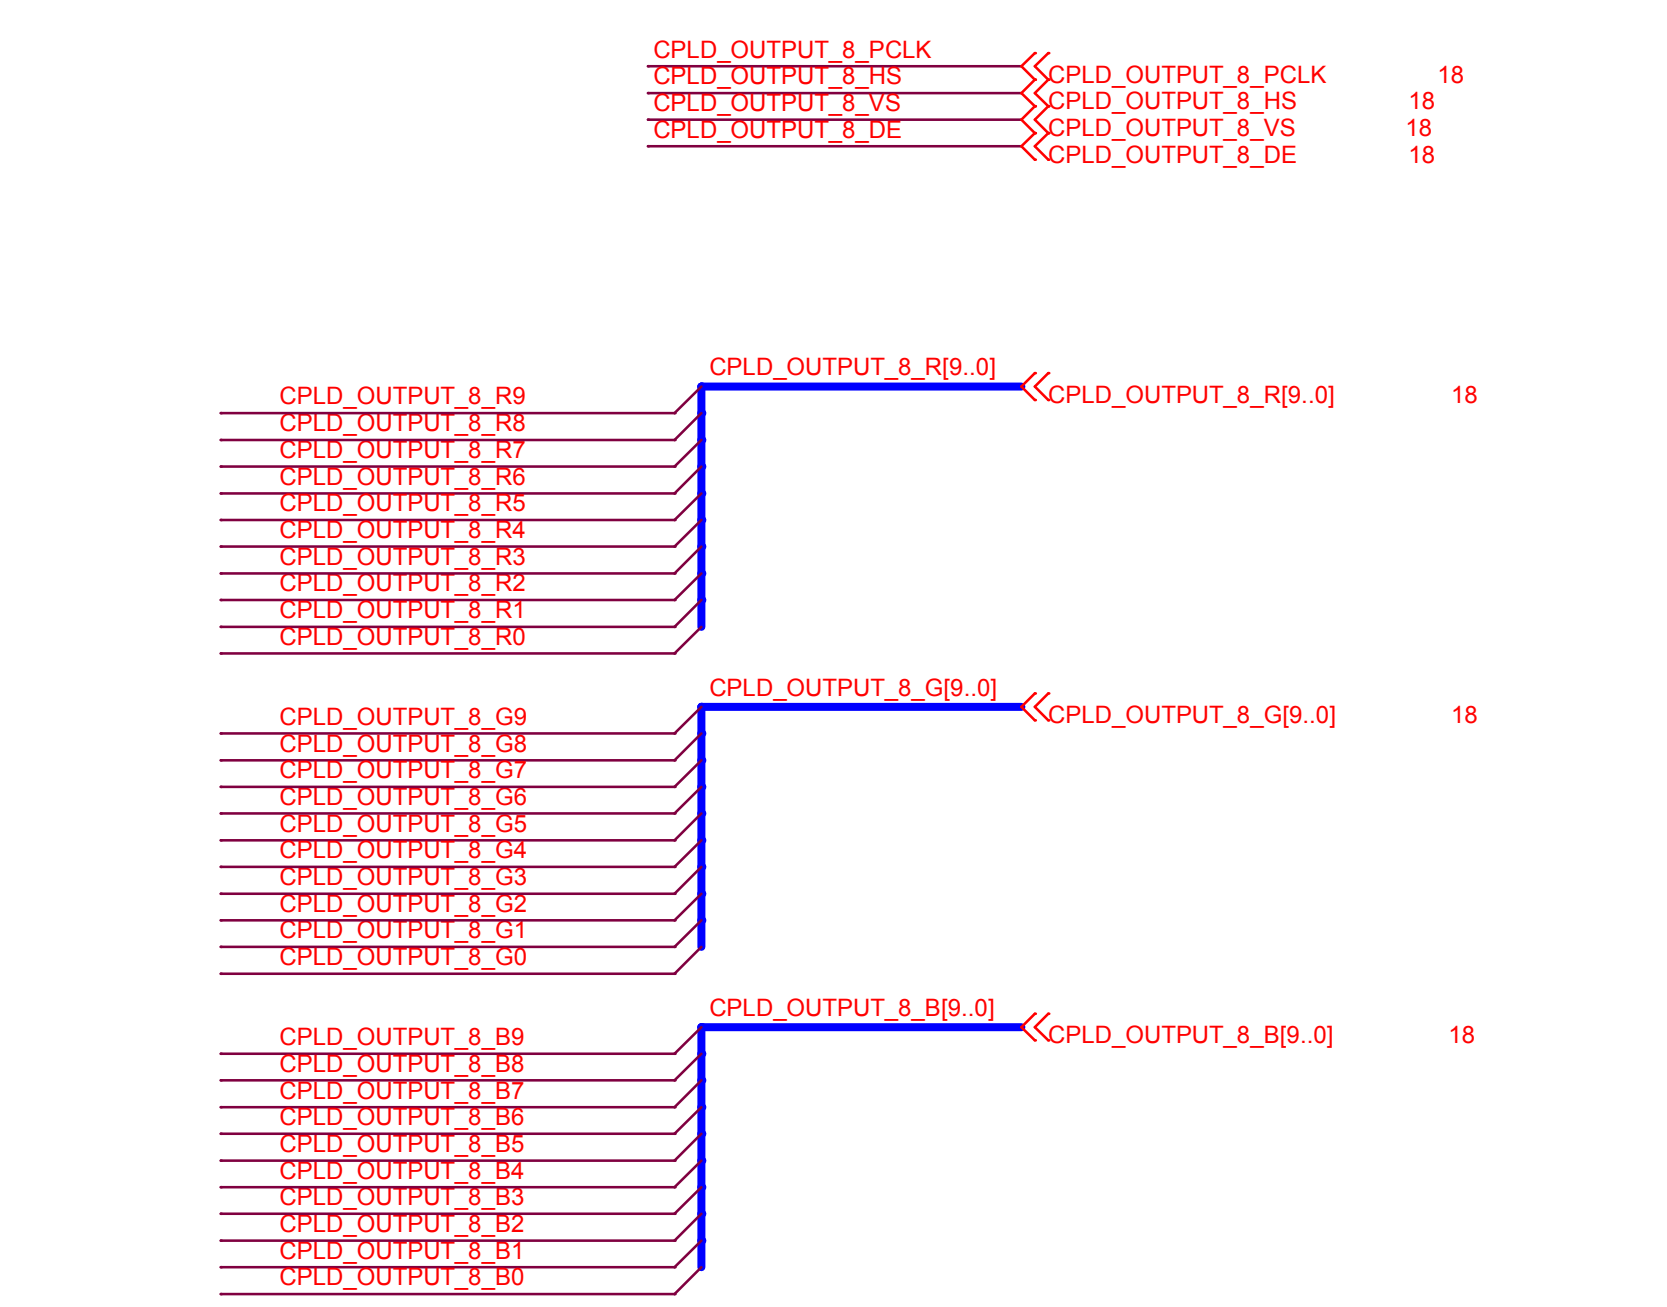 CPLD_OUTPUT_8_PCLK
CPLD_OUTPUT_8_PCLK 18
CPLD_OUTPUT_8_HS
CPLD_OUTPUT_8_HS 18
CPLD_OUTPUT_8_VS
CPLD_OUTPUT_8_VS 18
CPLD_OUTPUT_8_DE
CPLD_OUTPUT_8_DE 18
CPLD_OUTPUT_8_R[9..0]
CPLD_OUTPUT_8_R[9..0] 18
CPLD_OUTPUT_8_R9
CPLD_OUTPUT_8_R8
CPLD_OUTPUT_8_R7
CPLD_OUTPUT_8_R6
CPLD_OUTPUT_8_R5
CPLD_OUTPUT_8_R4
CPLD_OUTPUT_8_R3
CPLD_OUTPUT_8_R2
CPLD_OUTPUT_8_R1
CPLD_OUTPUT_8_R0
CPLD_OUTPUT_8_G[9..0]
CPLD_OUTPUT_8_G[9..0] 18
CPLD_OUTPUT_8_G9
CPLD_OUTPUT_8_G8
CPLD_OUTPUT_8_G7
CPLD_OUTPUT_8_G6
CPLD_OUTPUT_8_G5
CPLD_OUTPUT_8_G4
CPLD_OUTPUT_8_G3
CPLD_OUTPUT_8_G2
CPLD_OUTPUT_8_G1
CPLD_OUTPUT_8_G0
CPLD_OUTPUT_8_B[9..0]
CPLD_OUTPUT_8_B[9..0] 18
CPLD_OUTPUT_8_B9
CPLD_OUTPUT_8_B8
CPLD_OUTPUT_8_B7
CPLD_OUTPUT_8_B6
CPLD_OUTPUT_8_B5
CPLD_OUTPUT_8_B4
CPLD_OUTPUT_8_B3
CPLD_OUTPUT_8_B2
CPLD_OUTPUT_8_B1
CPLD_OUTPUT_8_B0